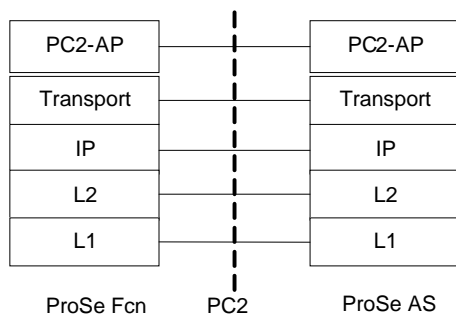 PC2-AP PC2-AP
Transport Transport
IP IP
L2 L2
L1 L1
ProSe Fcn PC2 ProSe AS